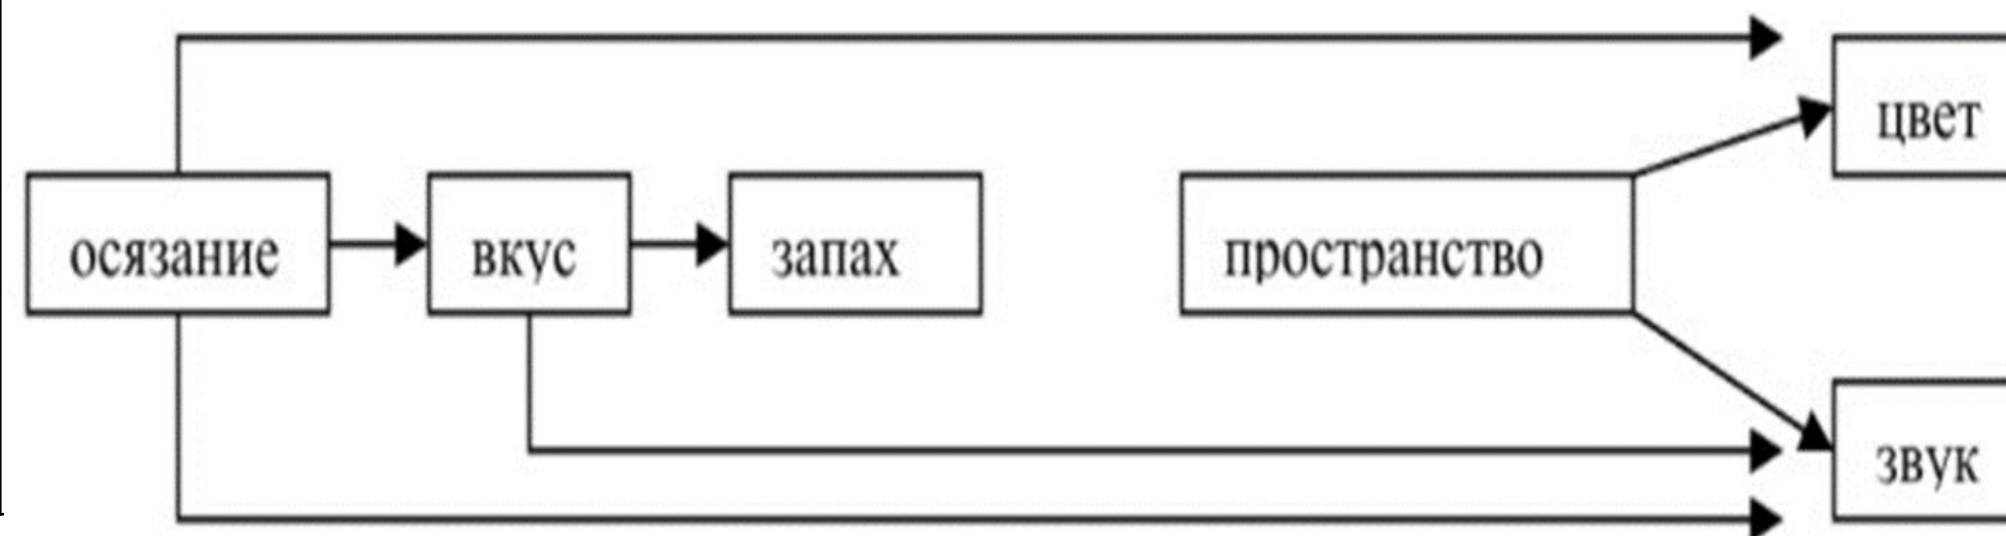 цвет
осязание
вкус
запах
пространство
звук